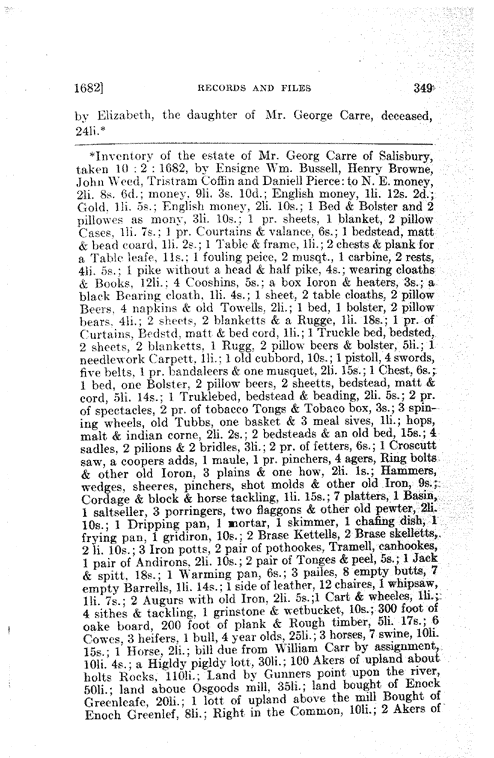 1682] RECORDS AND FILES 349
by Elizabeth, the daughter of Mr. George Carre, deceased,
24li.*
*Inventory of the estate of Mr. Georg Carre of Salisbury,
taken 10 : 2 : 1682, by Ensigne Wm. Bussell, Henry Browne,
John Weed, Tristram Coffin and Daniell Pierce: to N. E. money,
2li. 8s. 6d.; money, 9li. 3s. 10d.; English money, 1li. 12s. 2d.;
Gold, 1li. 5s.; English money, 2li. 10s.; 1 Bed & Bolster and 2
pillowes as mony, 3li. 10s.; 1 pr. sheets, 1 blanket, 2 pillow
Cases, 1li. 7s.; 1 pr. Courtains & valance, 6s.; 1 bedstead, matt
& bead coard, 1li. 2s.; 1 Table & frame, 1li.; 2 chests & plank for
a Table leafe, 11s.; 1 fouling peice, 2 musqt., 1 carbine, 2 rests,
4li. 5s.; 1 pike without a head & half pike, 4s.; wearing cloaths
& Books, 12li.; 4 Cooshins, 5s.; a box Ioron & heaters, 3s.; a
black Bearing cloath, 1li. 4s.; 1 sheet, 2 table cloaths, 2 pillow
Beers, 4 napkins & old Towells, 2li.; 1 bed, 1 bolster, 2 pillow
bears, 4li.; 2 sheets, 2 blanketts & a Rugge, 1li. 18s.; 1 pr. of
Curtains, Bedstd, matt & bed cord, 1li.; 1 Truckle bed, bedsted,
2 sheets, 2 blanketts, 1 Rugg, 2 pillow beers & bolster, 5li.; 1
needlework Carpett, 1li.; 1 old cubbord, 10s.; 1 pistoll, 4 swords,
five belts, 1 pr. bandaleers & one musquet, 2li. 15s.; 1 Chest, 6s.;
1 bed, one Bolster, 2 pillow beers, 2 sheetts, bedstead, matt &
cord, 5li. 14s.; 1 Truklebed, bedstead & beading, 2li. 5s.; 2 pr.
of spectacles, 2 pr. of tobacco Tongs & Tobaco box, 3s.; 3 spin-
ing wheels, old Tubbs, one basket & 3 meal sives, 1li.; hops,
malt & indian corne, 2li. 2s.; 2 bedsteads & an old bed, 15s.; 4
sadles, 2 pilions & 2 bridles, 3li.; 2 pr. of fetters, 6s.; 1 Croscutt
saw, a coopers adds, 1 maule, 1 pr. pinchers, 4 agers, Ring bolts
& other old Ioron, 3 plains & one how, 2li. 1s.; Hammers,
wedges, sheeres, pinchers, shot molds & other old Iron, 9s.;
Cordage & block & horse tackling, 1li. 15s.; 7 platters, 1 Basin,
1 saltseller, 3 porringers, two flaggons & other old pewter, 2li.
10s.; 1 Dripping pan, 1 mortar, 1 skimmer, 1 chafing dish, 1
frying pan, 1 gridiron, 10s.; 2 Brase Kettells, 2 Brase skelletts,
2 li. 10s.; 3 Iron potts, 2 pair of pothookes, Tramell, canhookes,
1 pair of Andirons, 2li. 10s.; 2 pair of Tonges & peel, 5s.; 1 Jack
& spitt, 18s.; 1 Warming pan, 6s.; 3 pailes, 8 empty butts, 7
empty Barrells, 1li. 14s.; 1 side of leather, 12 chaires, 1 whipsaw,
1li. 7s.; 2 Augurs with old Iron, 2li. 5s.;1 Cart & wheeles, 1li.;
4 sithes & tackling, 1 grinstone & wetbucket, 10s.; 300 foot of
oake board, 200 foot of plank & Rough timber, 5li. 17s.; 6
Cowes, 3 heifers, 1 bull, 4 year olds, 25li.; 3 horses, 7 swine, 10li.
15s.; 1 Horse, 2li.; bill due from William Carr by assignment,
10li. 4s.; a Higldy pigldy lott, 30li.; 100 Akers of upland about
holts Rocks, 110li.; Land by Gunners point upon the river,
50li.; land aboue Osgoods mill, 35li.; land bought of Enock
Greenleafe, 20li.; 1 lott of upland above the mill Bought of
Enoch Greenlef, 8li.; Right in the Common, 10li.; 2 Akers of